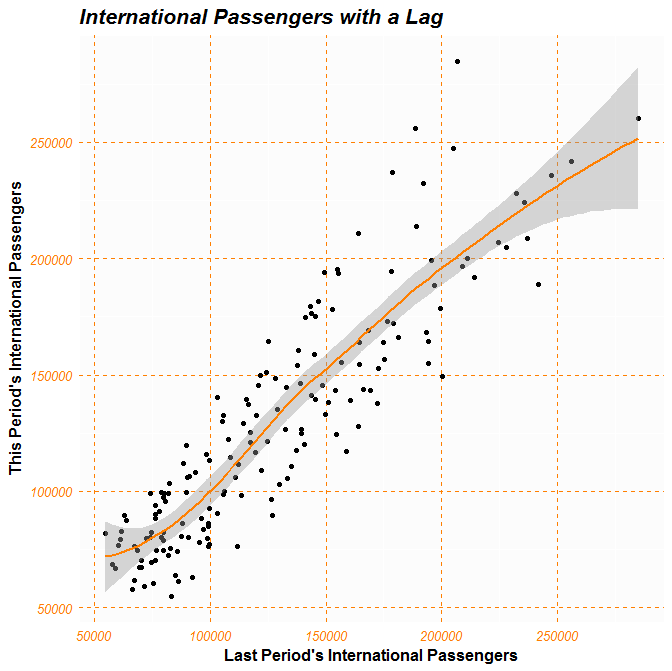 International Passengers with a Lag
This Period's International Passengers
250000
200000
150000
100000
50000
50000 100000 150000 200000 250000
Last Period's International Passengers